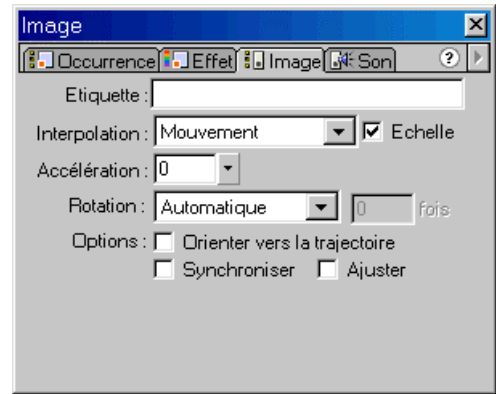 Image
Occurrence Effet Image Son ?
Etiquette :
Interpolation : Mouvement Echelle
Accélération : 0
Rotation : Automatique 0 fois
Options : Orienter vers la trajectoire
Synchroniser Ajuster